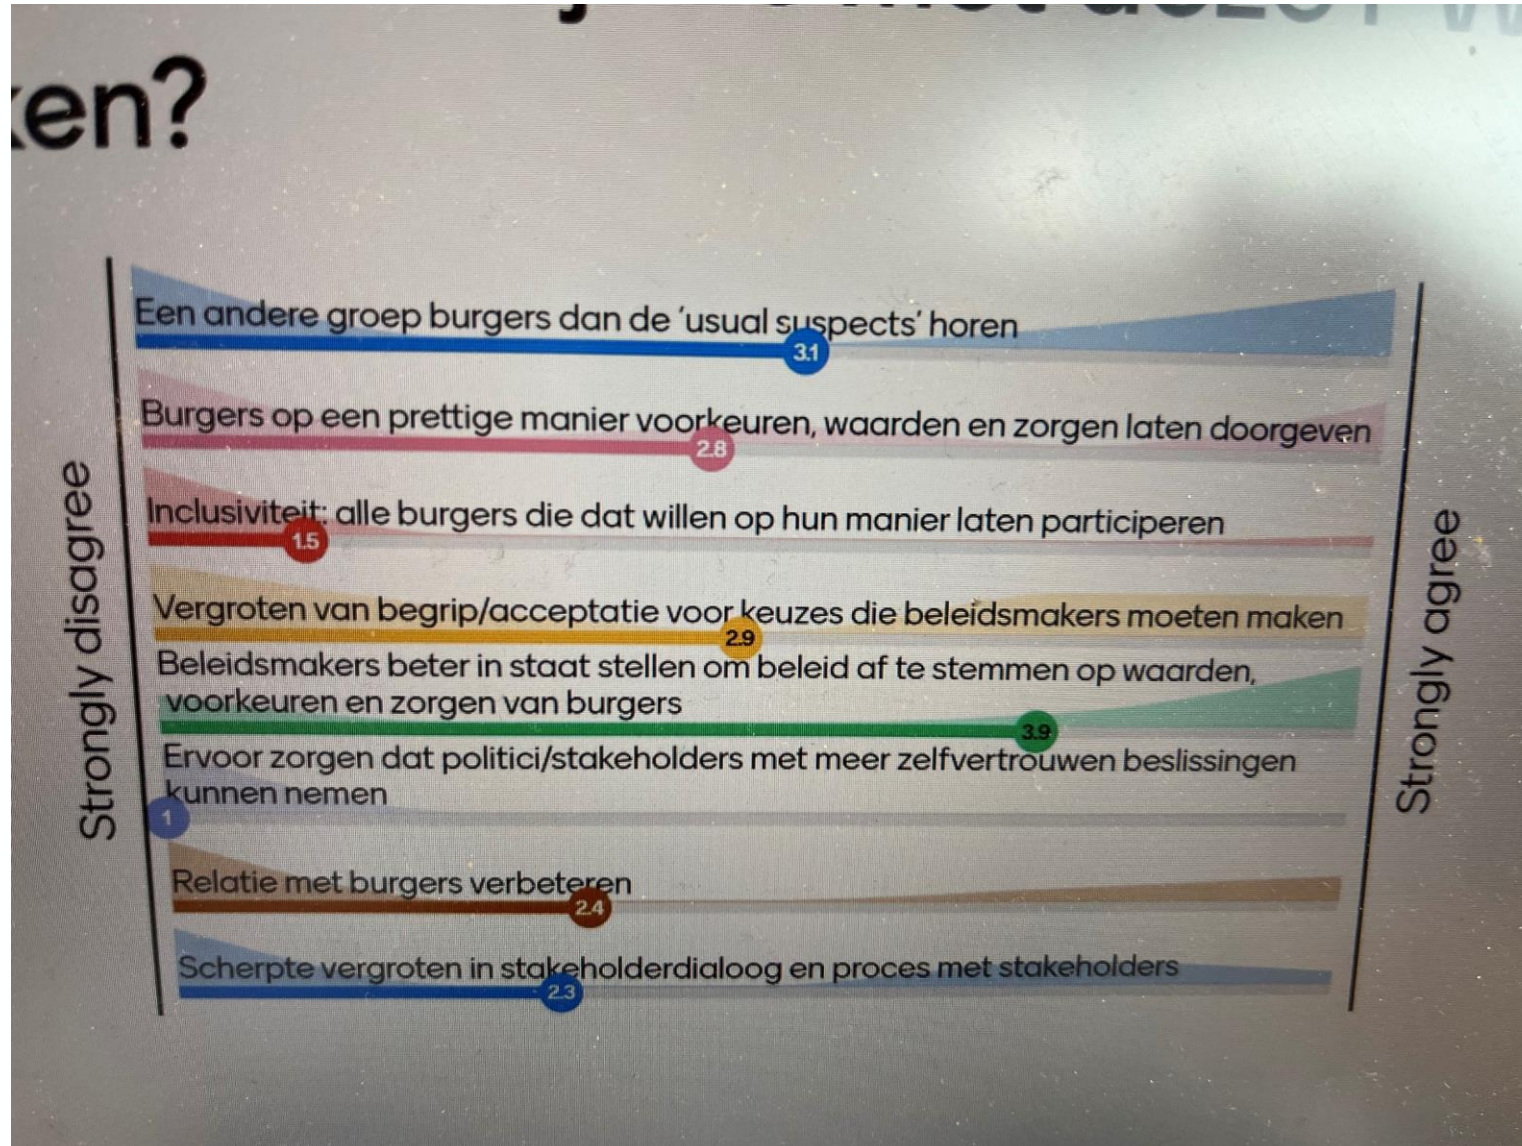 ken?
Een andere groep burgers dan de 'usual suspects' horen
3.1
Burgers op een prettige manier voorkeuren, waarden en zorgen laten doorgeven
2.8
Inclusiviteit: alle burgers die dat willen op hun manier laten participeren
1.5
Vergroten van begrip/acceptatie voor keuzes die beleidsmakers moeten maken
2.9
Beleidsmakers beter in staat stellen om beleid af te stemmen op waarden,
voorkeuren en zorgen van burgers
3.9
Ervoor zorgen dat politici/stakeholders met meer zelfvertrouwen beslissingen
kunnen nemen
1
Relatie met burgers verbeteren
2.4
Scherpte vergroten in stakeholderdialoog en proces met stakeholders
2.3
Strongly disagree
Strongly agree